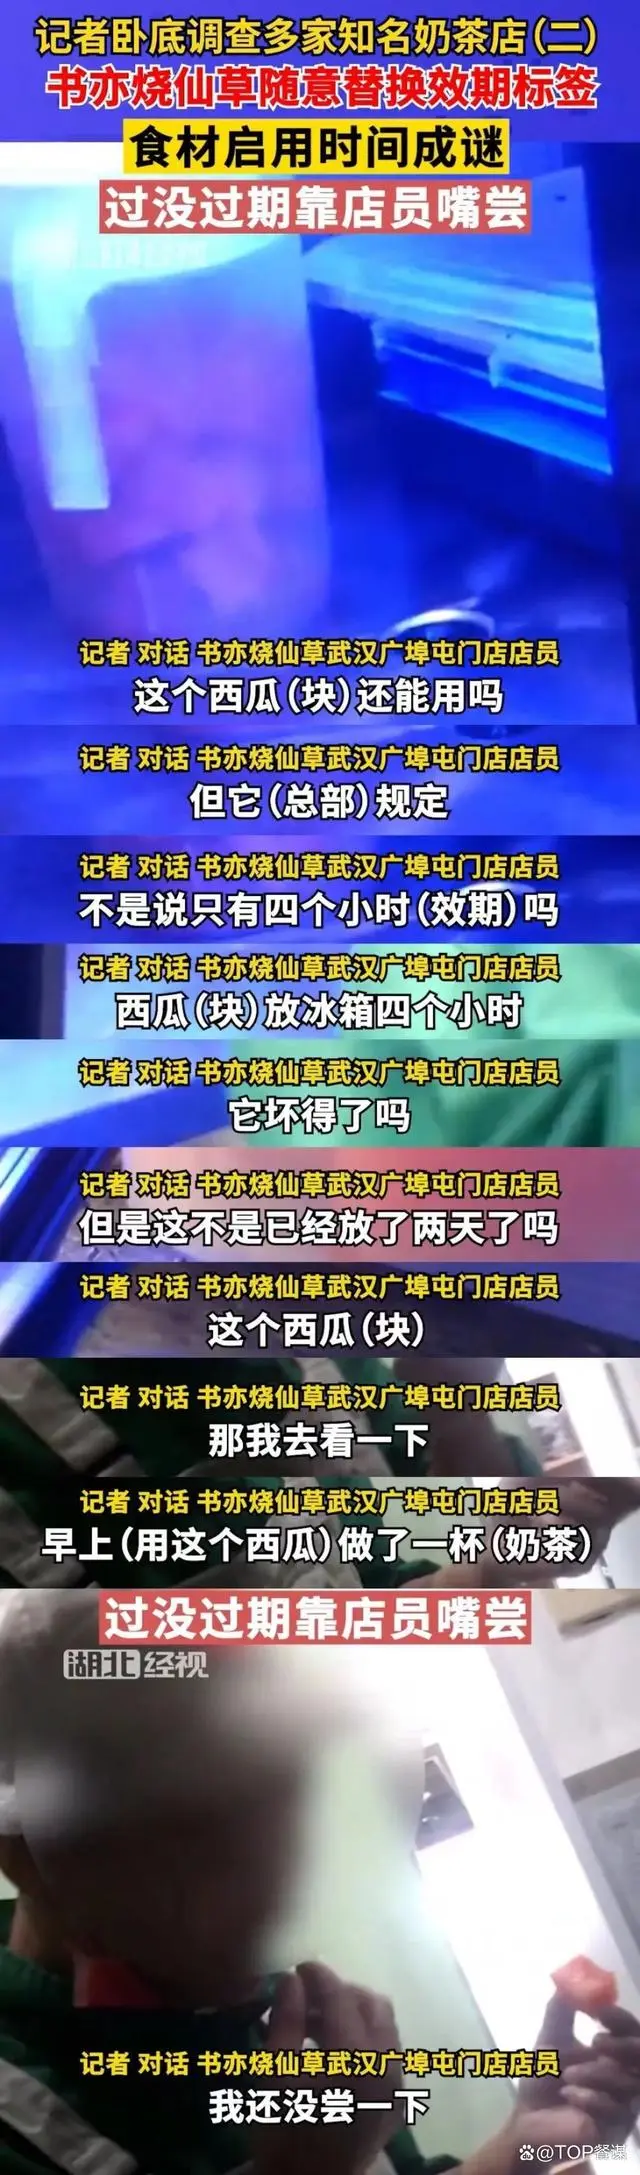 记者卧底调查多家知名奶茶店(二)
书亦烧仙草随意替换效期标签
食材启用时间成谜
过没过期靠店员嘴尝
记者 对话 书亦烧仙草武汉广埠屯门店店员
这个西瓜(块)还能用吗
记者 对话 书亦烧仙草武汉广埠屯门店店员
但它(总部)规定
记者 对话 书亦烧仙草武汉广埠屯门店店员
不是说只有四个小时(效期)吗
记者 对话 书亦烧仙草武汉广埠屯门店店员
西瓜(块)放冰箱四个小时
记者 对话 书亦烧仙草武汉广埠屯门店店员
它坏得了吗
记者 对话 书亦烧仙草武汉广埠屯门店店员
但是这不是已经放了两天了吗
记者 对话 书亦烧仙草武汉广埠屯门店店员
这个西瓜(块)
记者 对话 书亦烧仙草武汉广埠屯门店店员
那我去看一下
记者 对话 书亦烧仙草武汉广埠屯门店店员
早上(用这个西瓜)做了一杯(奶茶)
过没过期靠店员嘴尝
湖北经视
记者 对话 书亦烧仙草武汉广埠屯门店店员
我还没尝一下
@TOP餐谋